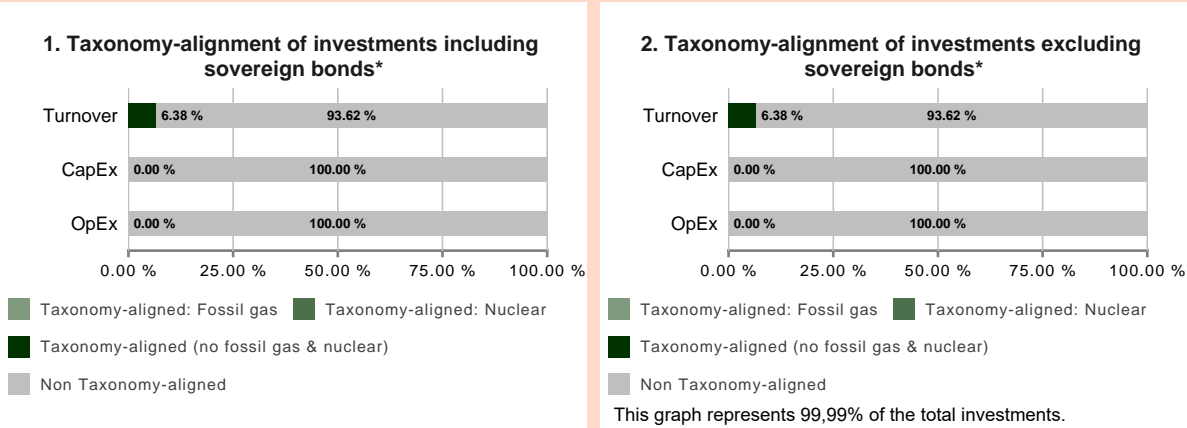 1. Taxonomy-alignment of investments including
sovereign bonds*
Turnover
6.38 %
93.62 %
CapEx
0.00 %
100.00 %
OpEx
0.00 %
100.00 %
0.00 %
25.00 %
50.00 %
75.00 %
100.00 %
Taxonomy-aligned: Fossil gas
Taxonomy-aligned: Nuclear
Taxonomy-aligned (no fossil gas & nuclear)
Non Taxonomy-aligned
2. Taxonomy-alignment of investments excluding
sovereign bonds*
Turnover
6.38 %
93.62 %
CapEx
0.00 %
100.00 %
OpEx
0.00 %
100.00 %
0.00 %
25.00 %
50.00 %
75.00 %
100.00 %
Taxonomy-aligned: Fossil gas
Taxonomy-aligned: Nuclear
Taxonomy-aligned (no fossil gas & nuclear)
Non Taxonomy-aligned
This graph represents 99,99% of the total investments.